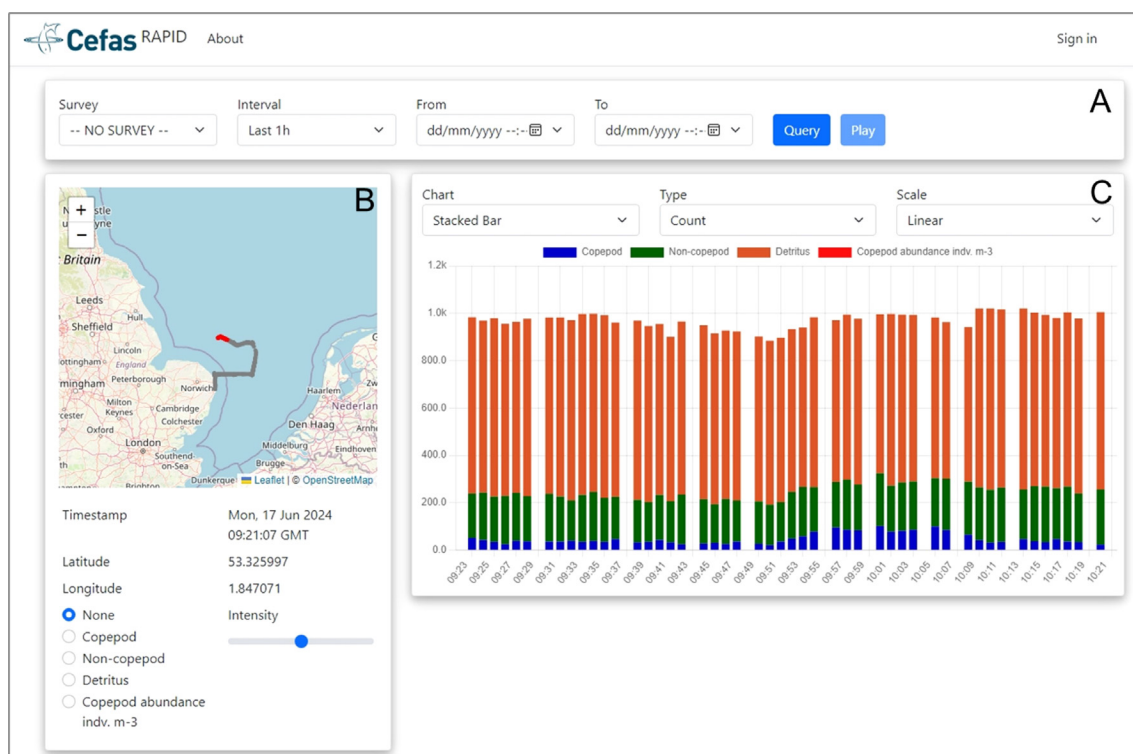 Cefas RAPID About Sign in
A
Survey Interval From To
-- NO SURVEY -- Last 1h dd/mm/yyyy --:-- dd/mm/yyyy --:-- Query Play
B
+
−
Great Britain
Leeds
Hull
Sheffield
Lincoln
England
Peterborough
Norwich
Milton Keynes
Cambridge
Colchester
Oxford
London
Southend-on-Sea
Brighton
Haarlem
Den Haag
Middelburg
Eindhoven
Brugge
Dunkerque
Leaflet | © OpenStreetMap
Timestamp Mon, 17 Jun 2024
09:21:07 GMT
Latitude 53.325997
Longitude 1.847071
None Intensity
Copepod
Non-copepod
Detritus
Copepod abundance
indv. m-3
C
Chart Type Scale
Stacked Bar Count Linear
Copepod Non-copepod Detritus Copepod abundance indv. m-3
1.2k
1.0k
800.0
600.0
400.0
200.0
0.0
09:23 09:25 09:27 09:29 09:31 09:33 09:35 09:37 09:39 09:41 09:43 09:45 09:47 09:49 09:51 09:53 09:55 09:57 09:59 10:01 10:03 10:05 10:07 10:09 10:11 10:13 10:15 10:17 10:19 10:21